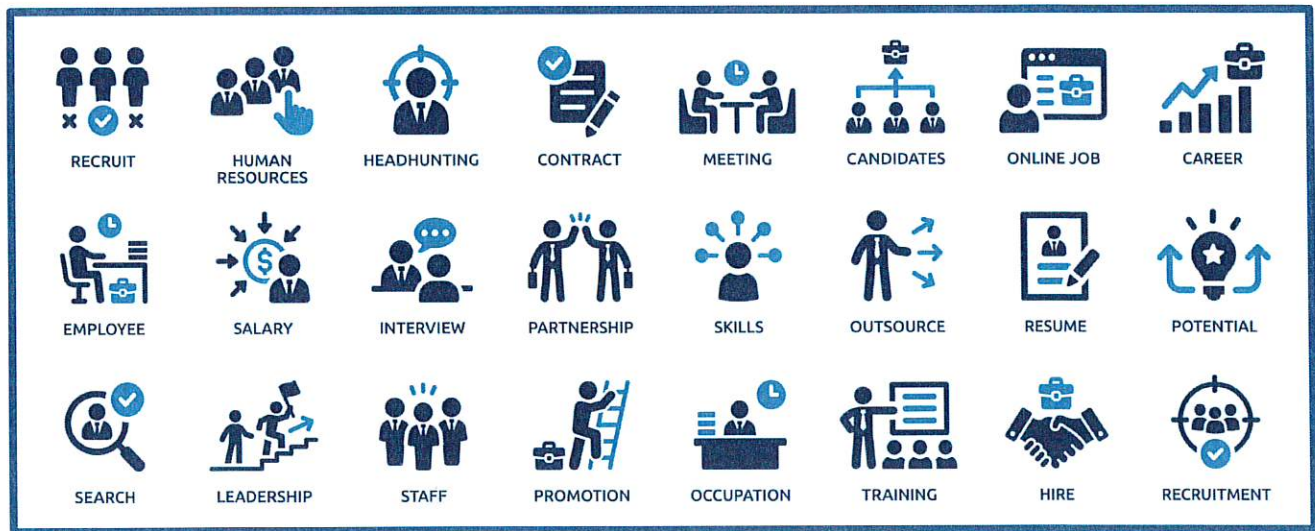 RECRUIT
HUMAN
RESOURCES
HEADHUNTING
CONTRACT
MEETING
CANDIDATES
ONLINE JOB
CAREER
EMPLOYEE
SALARY
$
INTERVIEW
PARTNERSHIP
SKILLS
OUTSOURCE
RESUME
POTENTIAL
SEARCH
LEADERSHIP
STAFF
PROMOTION
OCCUPATION
TRAINING
HIRE
RECRUITMENT